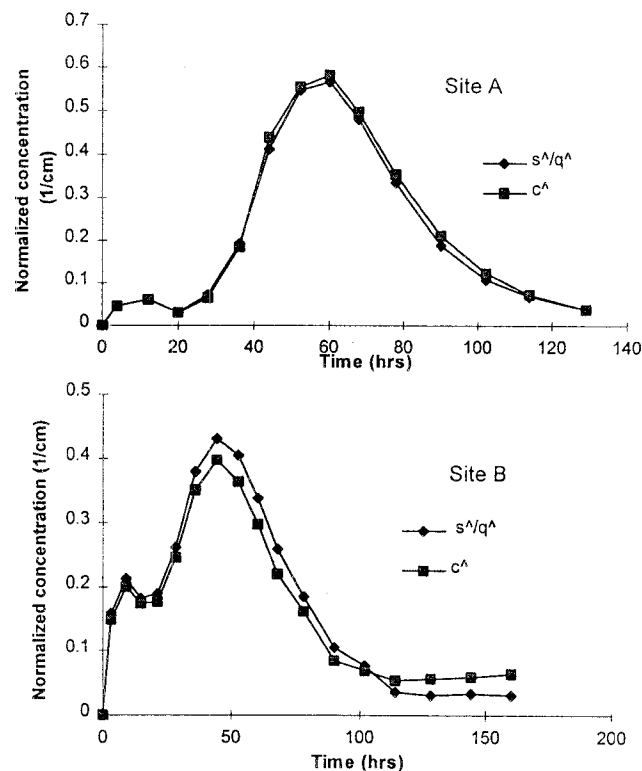 Normalized concentration
(1/cm)
0.7
0.6
0.5
0.4
0.3
0.2
0.1
0
Site A
s^/q^
c^
0 20 40 60 80 100 120 140
Time (hrs)
Normalized concentration (1/cm)
0.5
0.4
0.3
0.2
0.1
0
Site B
s^/q^
c^
0 50 100 150 200
Time (hrs)